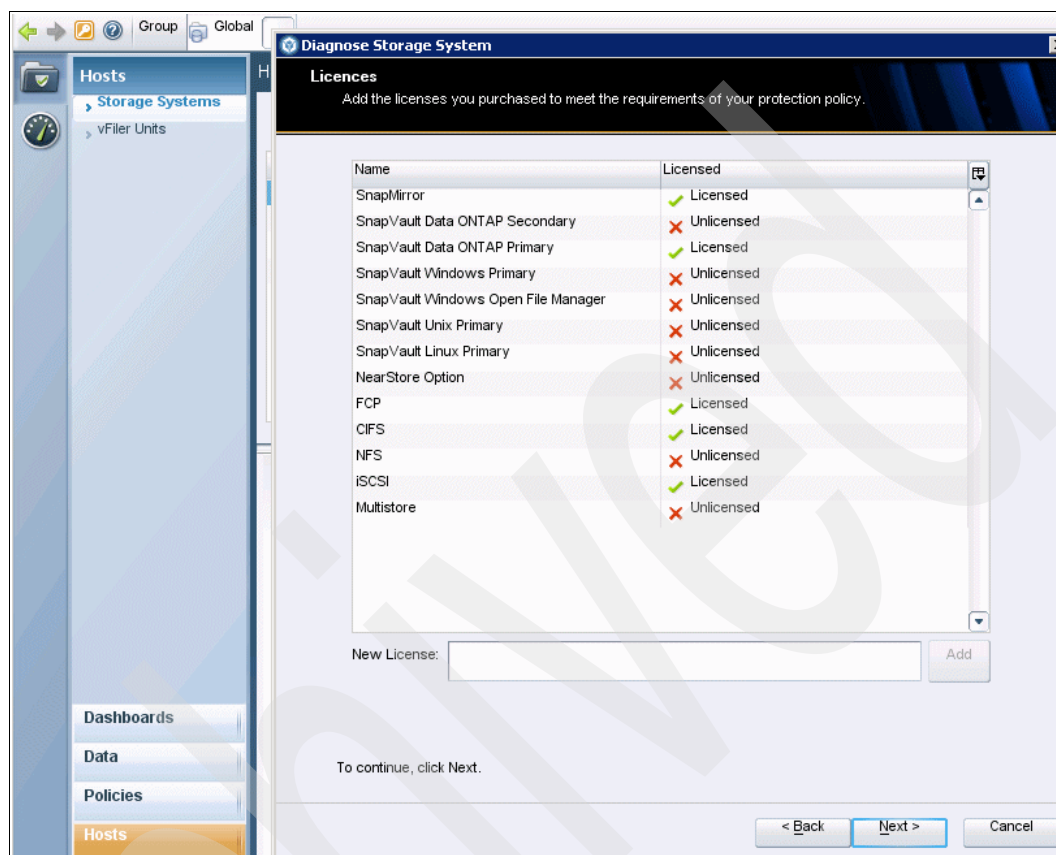 Group
Global
Diagnose Storage System
Hosts
H
Licences
Storage Systems
Add the licenses you purchased to meet the requirements of your protection policy.
vFiler Units
Name Licensed
SnapMirror Licensed
SnapVault Data ONTAP Secondary Unlicensed
SnapVault Data ONTAP Primary Licensed
SnapVault Windows Primary Unlicensed
SnapVault Windows Open File Manager Unlicensed
SnapVault Unix Primary Unlicensed
SnapVault Linux Primary Unlicensed
NearStore Option Unlicensed
FCP Licensed
CIFS Licensed
NFS Unlicensed
iSCSI Licensed
Multistore Unlicensed
New License: Add
Dashboards
Data
To continue, click Next.
Policies
Hosts
< Back Next > Cancel